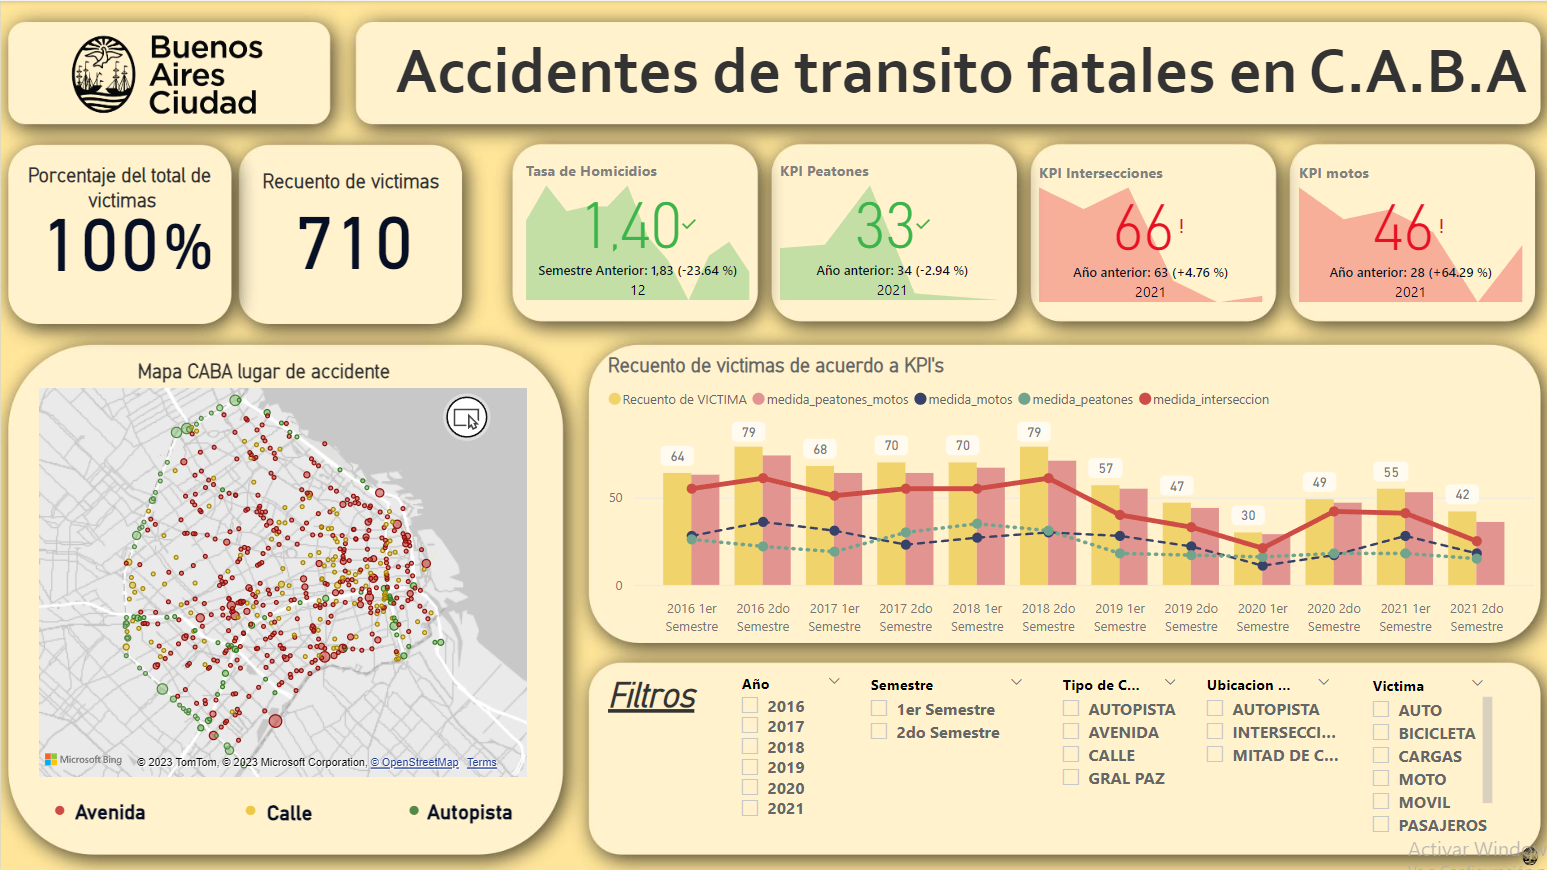 Buenos
Aires
Ciudad
Accidentes de transito fatales en C.A.B.A
Porcentaje del total de
victimas
100%
Recuento de victimas
710
Tasa de Homicidios
1,40
Semestre Anterior: 1,83 (-23.64 %)
12
KPI Peatones
33
Año anterior: 34 (-2.94 %)
2021
KPI Intersecciones
66!
Año anterior: 63 (+4.76 %)
2021
KPI motos
46!
Año anterior: 28 (+64.29 %)
2021
Mapa CABA lugar de accidente
Microsoft Bing
© 2023 TomTom, © 2023 Microsoft Corporation, © OpenStreetMap Terms
Avenida Calle Autopista
Recuento de victimas de acuerdo a KPI's
Recuento de VICTIMA medida_peatones_motos medida_motos medida_peatones medida_interseccion
64 79 68 70 70 79 57 47 30 49 55 42
50
0
2016 1er Semestre
2016 2do Semestre
2017 1er Semestre
2017 2do Semestre
2018 1er Semestre
2018 2do Semestre
2019 1er Semestre
2019 2do Semestre
2020 1er Semestre
2020 2do Semestre
2021 1er Semestre
2021 2do Semestre
Filtros
Año
2016
2017
2018
2019
2020
2021
Semestre
1er Semestre
2do Semestre
Tipo de C...
AUTOPISTA
AVENIDA
CALLE
GRAL PAZ
Ubicacion ...
AUTOPISTA
INTERSECCI...
MITAD DE C...
Victima
AUTO
BICICLETA
CARGAS
MOTO
MOVIL
PASAJEROS
Activar Window